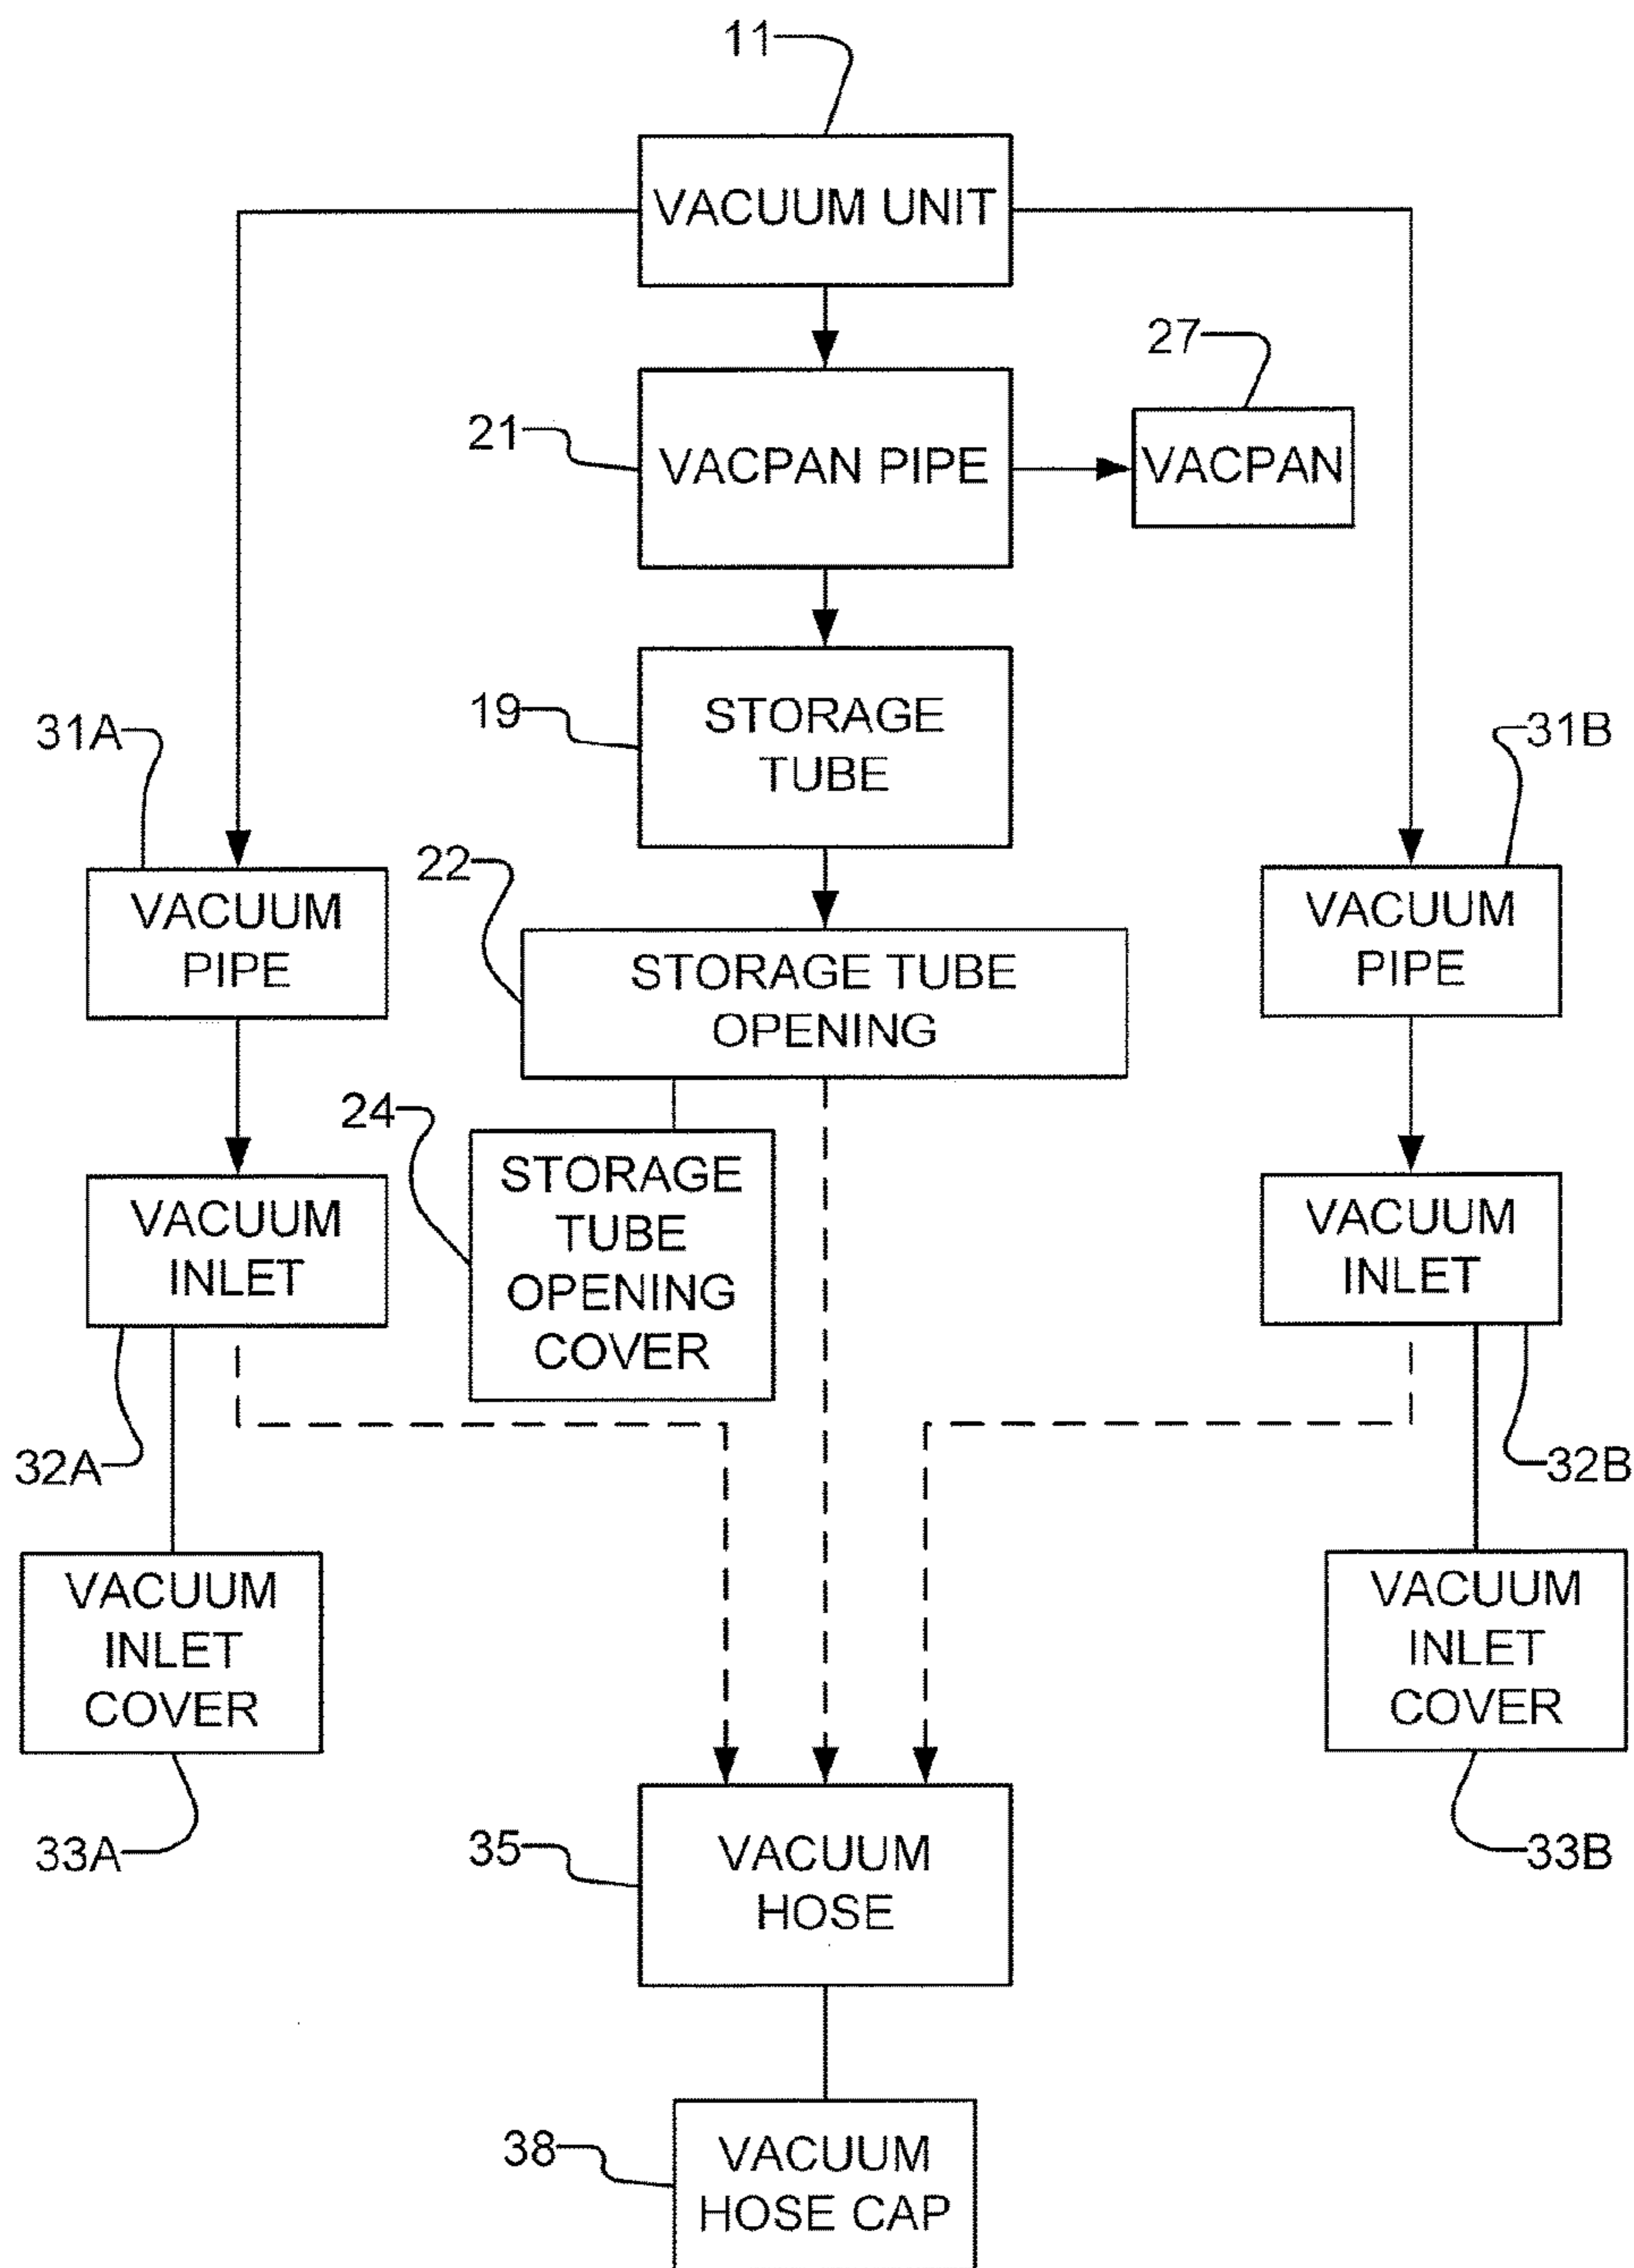 11
VACUUM UNIT
27
21
VACPAN PIPE
VACPAN
19
STORAGE
TUBE
31A
31B
22
VACUUM
PIPE
STORAGE TUBE
OPENING
VACUUM
PIPE
24
STORAGE
TUBE
OPENING
COVER
VACUUM
INLET
VACUUM
INLET
32A
32B
VACUUM
INLET
COVER
VACUUM
INLET
COVER
33A
33B
35
VACUUM
HOSE
38
VACUUM
HOSE CAP